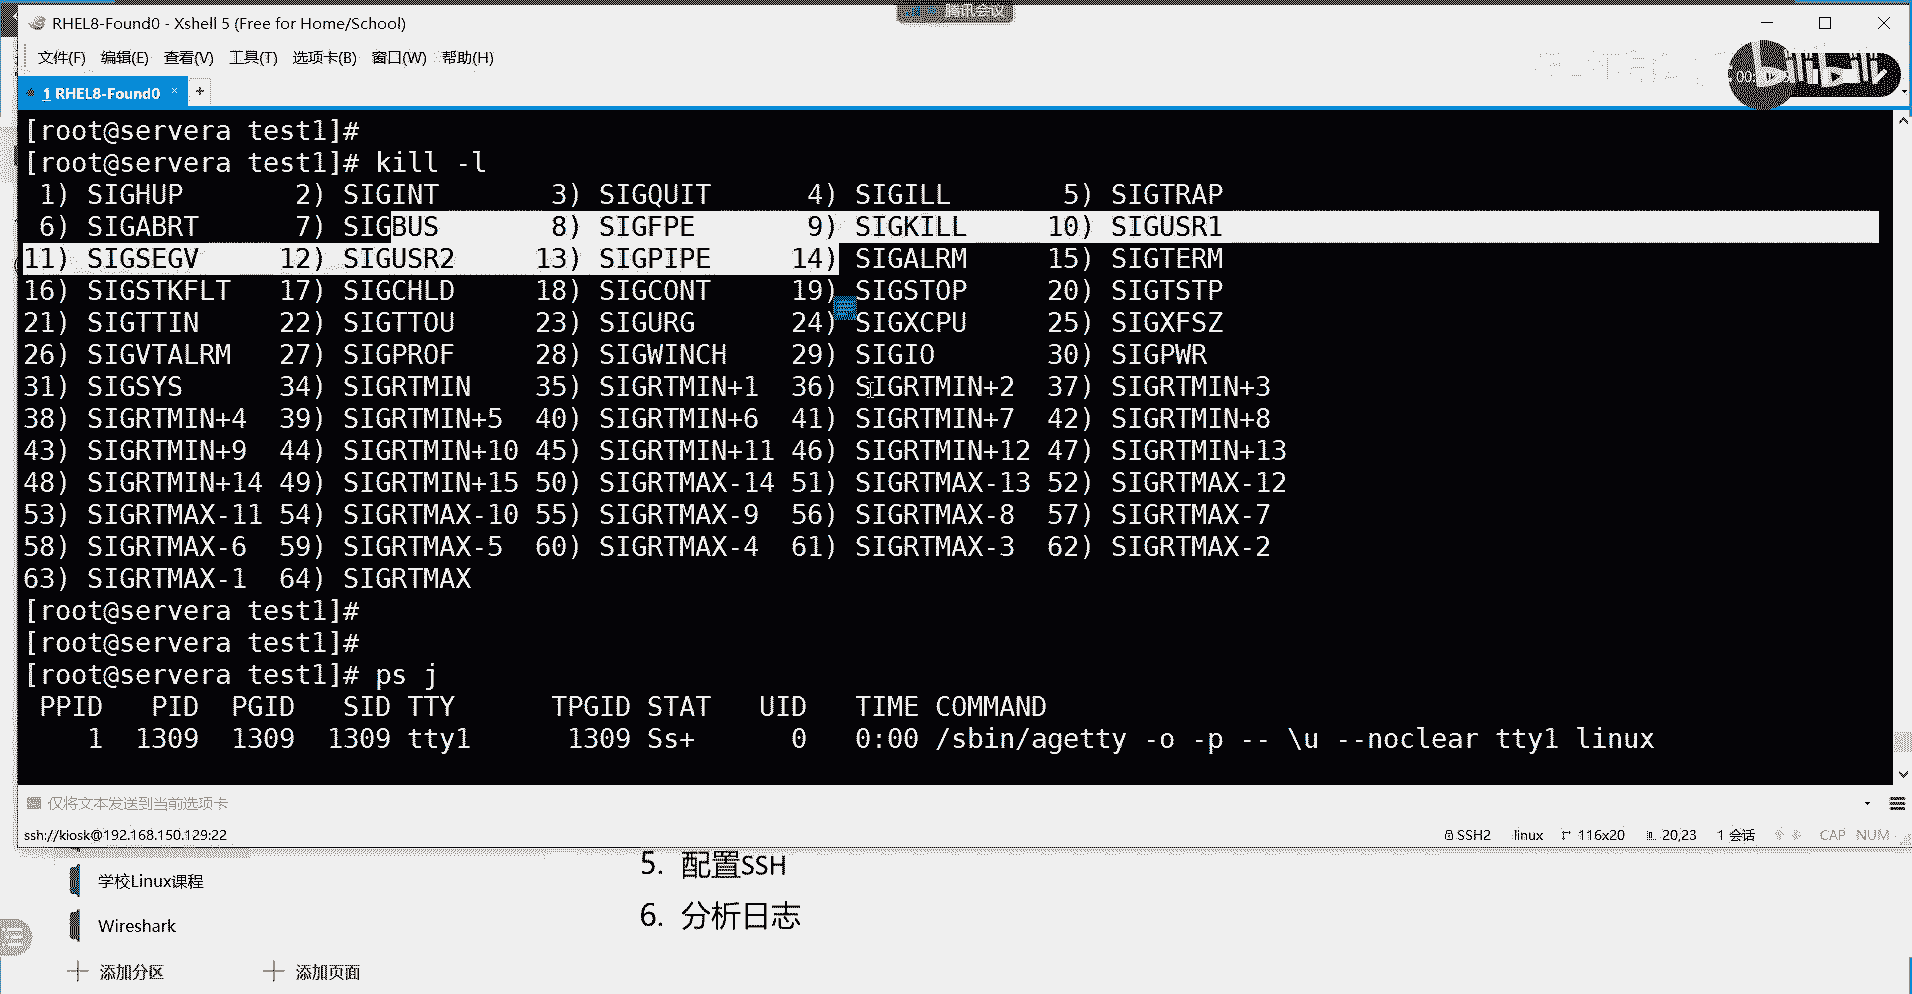 RHEL8-Found0 - Xshell 5 (Free for Home/School)
腾讯会议
文件(F) 编辑(E) 查看(V) 工具(T) 选项卡(B) 窗口(W) 帮助(H)
bilibili
1 RHEL8-Found0 × +
[root@servera test1]#
[root@servera test1]# kill -l
1) SIGHUP 2) SIGINT 3) SIGQUIT 4) SIGILL 5) SIGTRAP
6) SIGABRT 7) SIGBUS 8) SIGFPE 9) SIGKILL 10) SIGUSR1
11) SIGSEGV 12) SIGUSR2 13) SIGPIPE 14) SIGALRM 15) SIGTERM
16) SIGSTKFLT 17) SIGCHLD 18) SIGCONT 19) SIGSTOP 20) SIGTSTP
21) SIGTTIN 22) SIGTTOU 23) SIGURG 24) SIGXCPU 25) SIGXFSZ
26) SIGVTALRM 27) SIGPROF 28) SIGWINCH 29) SIGIO 30) SIGPWR
31) SIGSYS 34) SIGRTMIN 35) SIGRTMIN+1 36) SIGRTMIN+2 37) SIGRTMIN+3
38) SIGRTMIN+4 39) SIGRTMIN+5 40) SIGRTMIN+6 41) SIGRTMIN+7 42) SIGRTMIN+8
43) SIGRTMIN+9 44) SIGRTMIN+10 45) SIGRTMIN+11 46) SIGRTMIN+12 47) SIGRTMIN+13
48) SIGRTMIN+14 49) SIGRTMIN+15 50) SIGRTMAX-14 51) SIGRTMAX-13 52) SIGRTMAX-12
53) SIGRTMAX-11 54) SIGRTMAX-10 55) SIGRTMAX-9 56) SIGRTMAX-8 57) SIGRTMAX-7
58) SIGRTMAX-6 59) SIGRTMAX-5 60) SIGRTMAX-4 61) SIGRTMAX-3 62) SIGRTMAX-2
63) SIGRTMAX-1 64) SIGRTMAX
[root@servera test1]#
[root@servera test1]#
[root@servera test1]# ps j
PPID PID PGID SID TTY TPGID STAT UID TIME COMMAND
1 1309 1309 1309 tty1 1309 Ss+ 0 0:00 /sbin/agetty -o -p -- \u --noclear tty1 linux
仅将文本发送到当前选项卡
ssh://kiosk@192.168.150.129:22 SSH2 linux 116x20 20,23 1 会话 CAP NUM
5. 配置SSH
学校Linux课程
6. 分析日志
Wireshark
添加分区 添加页面